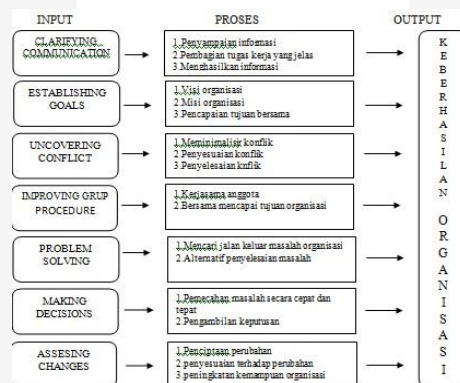 INPUT
PROSES
OUTPUT
CLARIFYING
COMMUNICATION
1.Penyampaian informasi
2.Pembagian tugas kerja yang jelas
3.Menghasilkan informasi
ESTABLISHING
GOALS
1.Visi organisasi
2.Misi organisasi
3.Pencapaian tujuan bersama
UNCOVERING
CONFLICT
1.Meminimalisir konflik
2.Penyesuaian konflik
3.Penyelesaian knflik
IMPROVING GRUP
PROCEDURE
1.Kerjasama anggota
2.Bersama mencapai tujuan organisasi
PROBLEM
SOLVING
1.Mencari jalan keluar masalah organisasi
2.Alternatif penyelesaian masalah
MAKING
DECISIONS
1.Pemecahan masalah secara cepat dan
tepat
2.Pengambilan keputusan
ASSESING
CHANGES
1.Penciptaan perubahan
2 penyesuaian terhadap perubahan
3 peningkatan kemampuan organisasi
KEBERHASILAN ORGANISASI